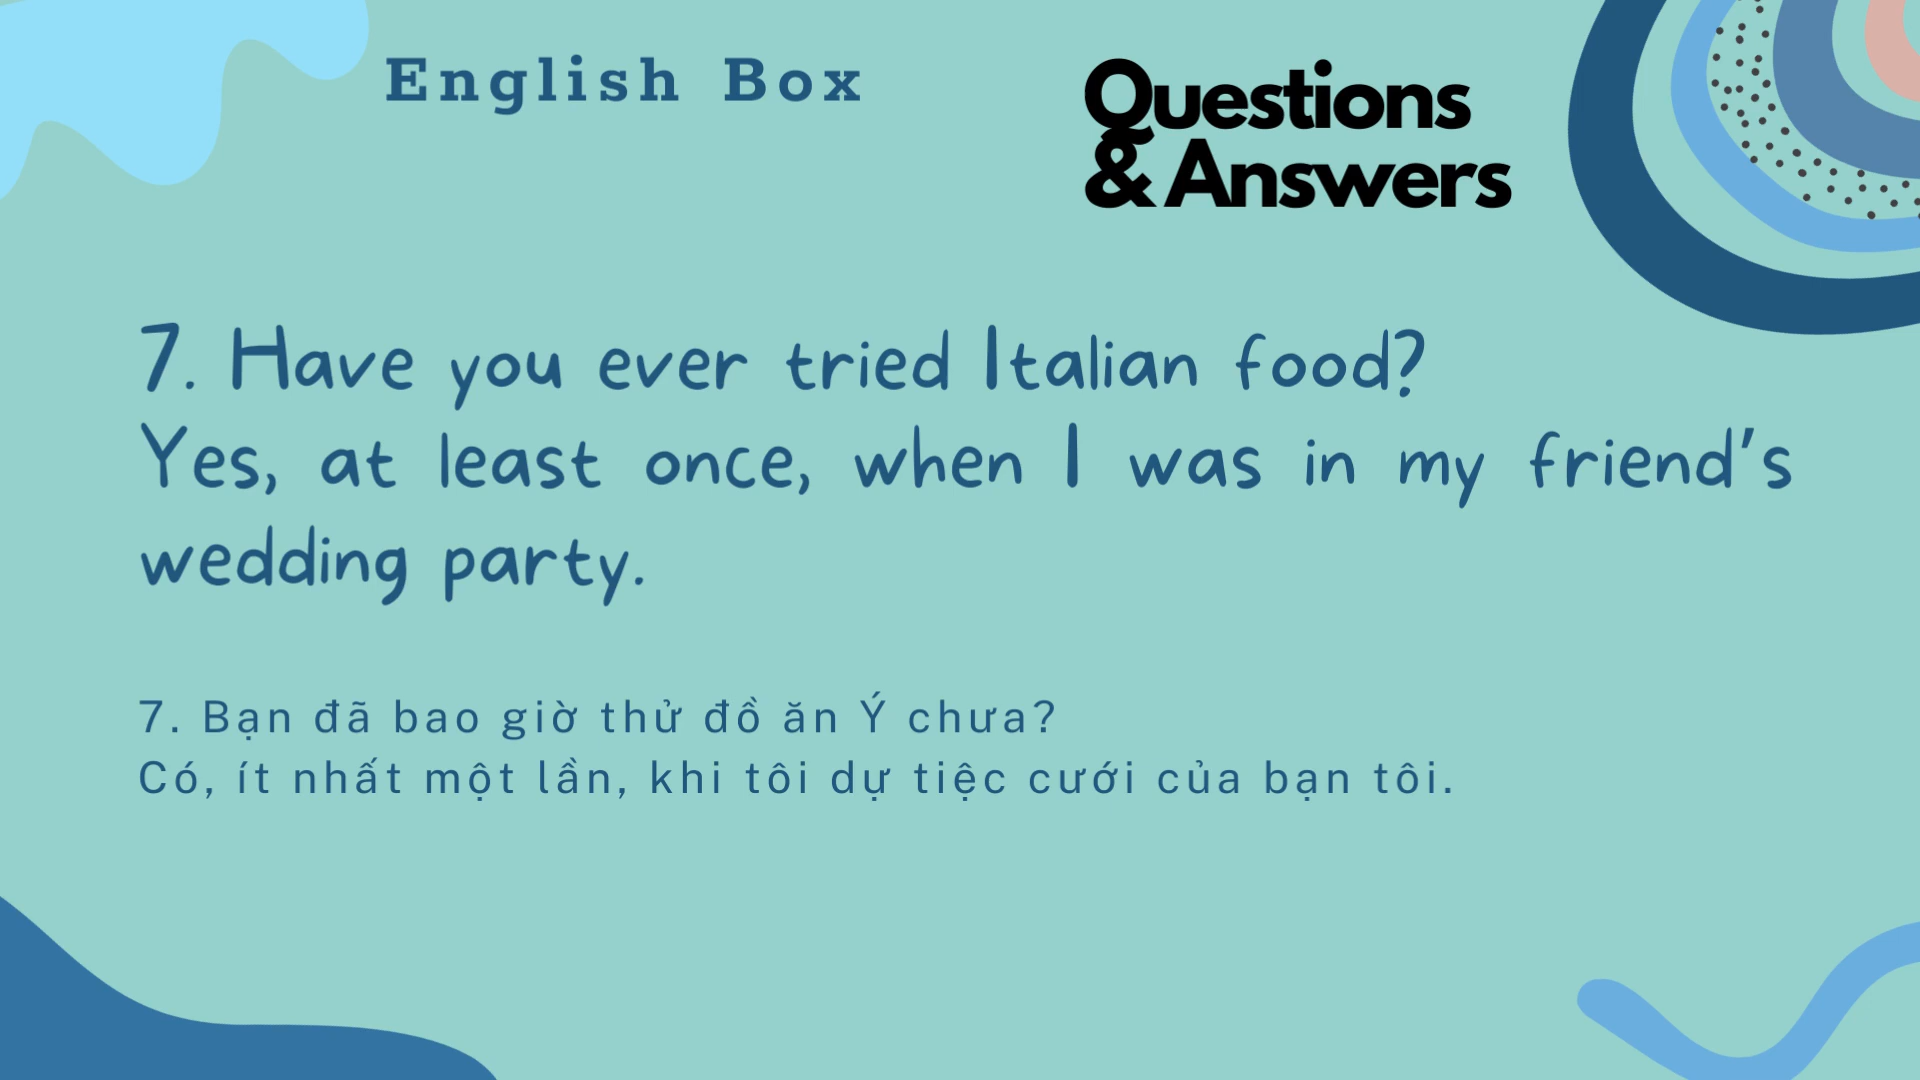 English Box
Questions
& Answers
7. Have you ever tried Italian food?
Yes, at least once, when I was in my friend's
wedding party.
7. Bạn đã bao giờ thử đồ ăn Ý chưa?
Có, ít nhất một lần, khi tôi dự tiệc cưới của bạn tôi.